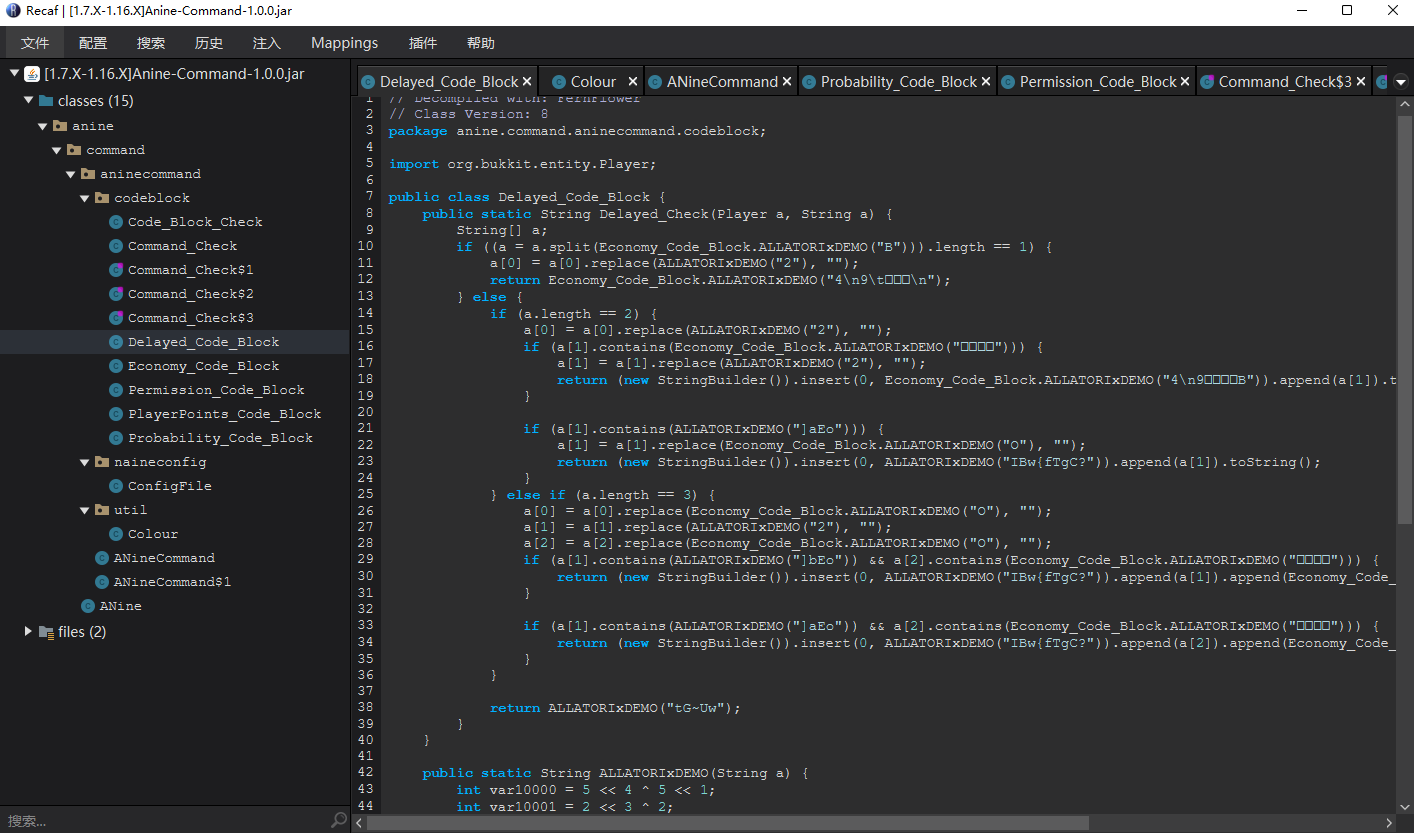 Recaf | [1.7.X-1.16.X]Anine-Command-1.0.0.jar
文件 配置 搜索 历史 注入 Mappings 插件 帮助
[1.7.X-1.16.X]Anine-Command-1.0.0.jar
classes (15)
anine
command
aninecommand
codeblock
Code_Block_Check
Command_Check
Command_Check$1
Command_Check$2
Command_Check$3
Delayed_Code_Block
Economy_Code_Block
Permission_Code_Block
PlayerPoints_Code_Block
Probability_Code_Block
naineconfig
ConfigFile
util
Colour
ANineCommand
ANineCommand$1
ANine
files (2)
搜索...
Delayed_Code_Block Colour ANineCommand Probability_Code_Block Permission_Code_Block Command_Check$3
1 // Decompiled with: FernFlower
2 // Class Version: 8
3 package anine.command.aninecommand.codeblock;
4
5 import org.bukkit.entity.Player;
6
7 public class Delayed_Code_Block {
8 public static String Delayed_Check(Player a, String a) {
9 String[] a;
10 if ((a = a.split(Economy_Code_Block.ALLATORIxDEMO("B"))).length == 1) {
11 a[0] = a[0].replace(ALLATORIxDEMO("2"), "");
12 return Economy_Code_Block.ALLATORIxDEMO("4\n9\t□□□\n");
13 } else {
14 if (a.length == 2) {
15 a[0] = a[0].replace(ALLATORIxDEMO("2"), "");
16 if (a[1].contains(Economy_Code_Block.ALLATORIxDEMO("□□□□"))) {
17 a[1] = a[1].replace(ALLATORIxDEMO("2"), "");
18 return (new StringBuilder()).insert(0, Economy_Code_Block.ALLATORIxDEMO("4\n9□□□□B")).append(a[1]).t
19 }
20
21 if (a[1].contains(ALLATORIxDEMO("]aEo"))) {
22 a[1] = a[1].replace(Economy_Code_Block.ALLATORIxDEMO("O"), "");
23 return (new StringBuilder()).insert(0, ALLATORIxDEMO("IBw{fTgC?")).append(a[1]).toString();
24 }
25 } else if (a.length == 3) {
26 a[0] = a[0].replace(Economy_Code_Block.ALLATORIxDEMO("O"), "");
27 a[1] = a[1].replace(ALLATORIxDEMO("2"), "");
28 a[2] = a[2].replace(Economy_Code_Block.ALLATORIxDEMO("O"), "");
29 if (a[1].contains(ALLATORIxDEMO("]bEo")) && a[2].contains(Economy_Code_Block.ALLATORIxDEMO("□□□□"))) {
30 return (new StringBuilder()).insert(0, ALLATORIxDEMO("IBw{fTgC?")).append(a[1]).append(Economy_Code_
31 }
32
33 if (a[1].contains(ALLATORIxDEMO("]aEo")) && a[2].contains(Economy_Code_Block.ALLATORIxDEMO("□□□□"))) {
34 return (new StringBuilder()).insert(0, ALLATORIxDEMO("IBw{fTgC?")).append(a[2]).append(Economy_Code_
35 }
36 }
37
38 return ALLATORIxDEMO("tG~Uw");
39 }
40 }
41
42 public static String ALLATORIxDEMO(String a) {
43 int var10000 = 5 << 4 ^ 5 << 1;
44 int var10001 = 2 << 3 ^ 2;